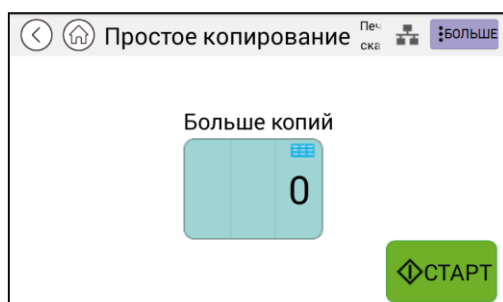 Простое копирование
Печ
ска
БОЛЬШЕ
Больше копий
0
СТАРТ